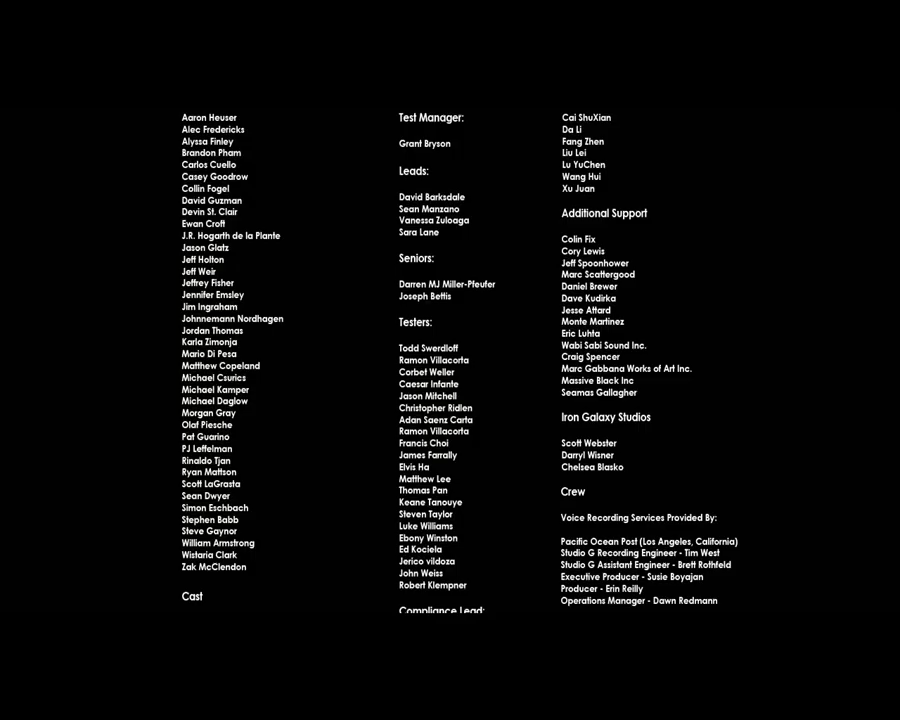 Aaron Heuser
Alec Fredericks
Alyssa Finley
Brandon Pham
Carlos Cuello
Casey Goodrow
Collin Fogel
David Guzman
Devin St. Clair
Ewan Croft
J.R. Hogarth de la Plante
Jason Glatz
Jeff Holton
Jeff Weir
Jeffrey Fisher
Jennifer Emsley
Jim Ingraham
Johnnemann Nordhagen
Jordan Thomas
Karla Zimonja
Mario Di Pesa
Matthew Copeland
Michael Csurics
Michael Kamper
Michael Daglow
Morgan Gray
Olaf Piesche
Pat Guarino
PJ Leffelman
Rinaldo Tjan
Ryan Mattson
Scott LaGrasta
Sean Dwyer
Simon Eschbach
Stephen Babb
Steve Gaynor
William Armstrong
Wistaria Clark
Zak McClendon
Cast
Test Manager:
Grant Bryson
Leads:
David Barksdale
Sean Manzano
Vanessa Zuloaga
Sara Lane
Seniors:
Darren MJ Miller-Pfeufer
Joseph Bettis
Testers:
Todd Swerdloff
Ramon Villacorta
Corbet Weller
Caesar Infante
Jason Mitchell
Christopher Ridlen
Adan Saenz Carta
Ramon Villacorta
Francis Choi
James Farrally
Elvis Ha
Matthew Lee
Thomas Pan
Keane Tanouye
Steven Taylor
Luke Williams
Ebony Winston
Ed Kociela
Jerico vildoza
John Weiss
Robert Klempner
Compliance Lead:
Cai ShuXian
Da Li
Fang Zhen
Liu Lei
Lu YuChen
Wang Hui
Xu Juan
Additional Support
Colin Fix
Cory Lewis
Jeff Spoonhower
Marc Scattergood
Daniel Brewer
Dave Kudirka
Jesse Attard
Monte Martinez
Eric Luhta
Wabi Sabi Sound Inc.
Craig Spencer
Marc Gabbana Works of Art Inc.
Massive Black Inc
Seamas Gallagher
Iron Galaxy Studios
Scott Webster
Darryl Wisner
Chelsea Blasko
Crew
Voice Recording Services Provided By:
Pacific Ocean Post (Los Angeles, California)
Studio G Recording Engineer - Tim West
Studio G Assistant Engineer - Brett Rothfeld
Executive Producer - Susie Boyajan
Producer - Erin Reilly
Operations Manager - Dawn Redmann